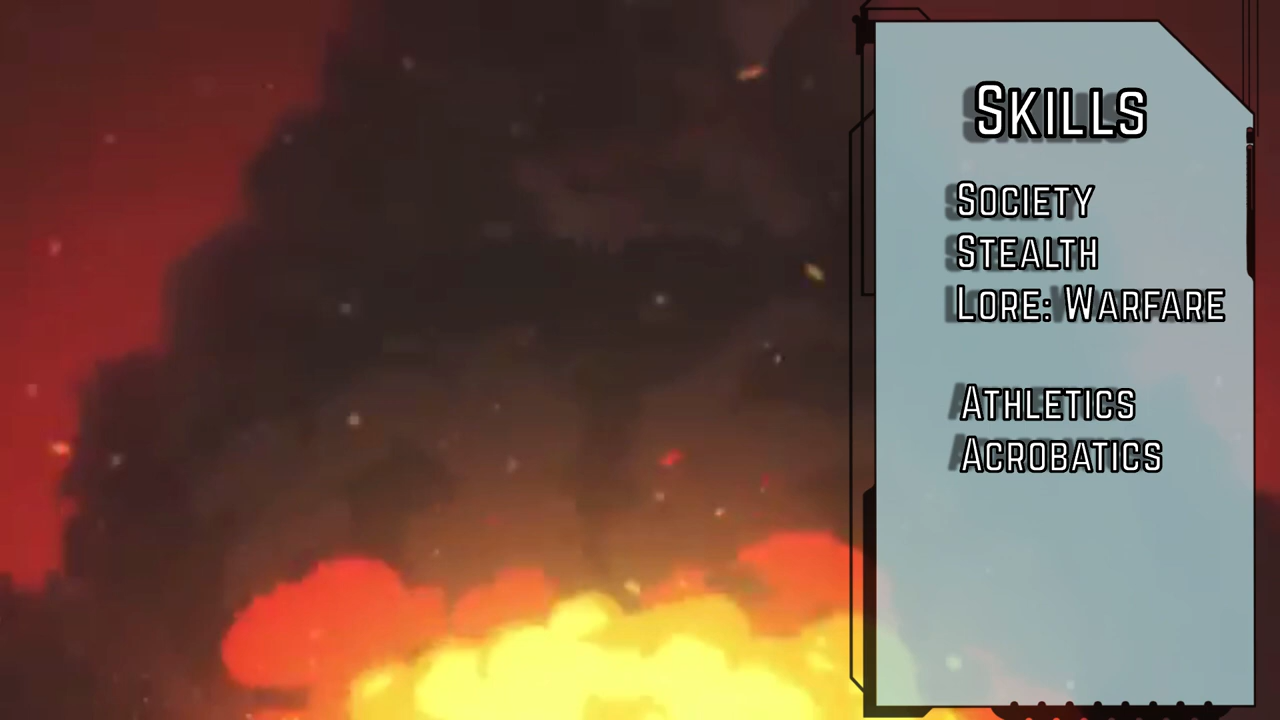 Skills
Society
Stealth
Lore: Warfare
Athletics
Acrobatics